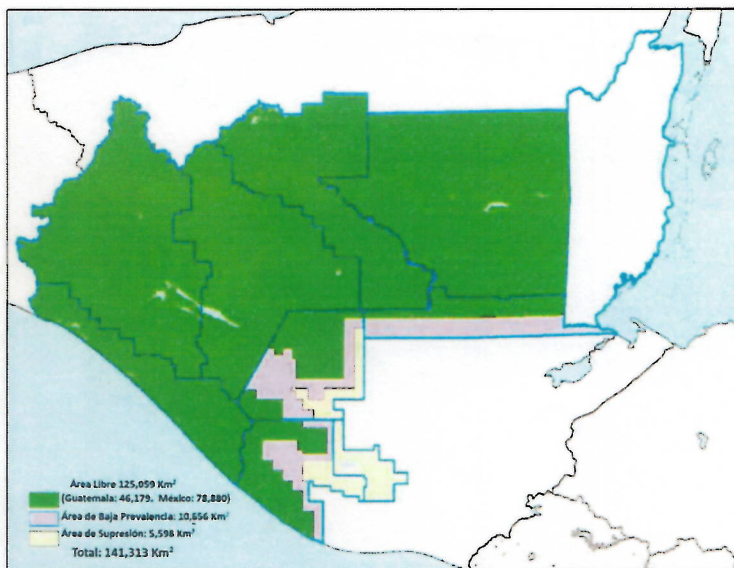 Área Libre 125,059 Km²
(Guatemala: 46,179. México: 78,880)
Área de Baja Prevalencia: 10,656 Km²
Área de Supresión: 5,598 Km²
Total: 141,313 Km²